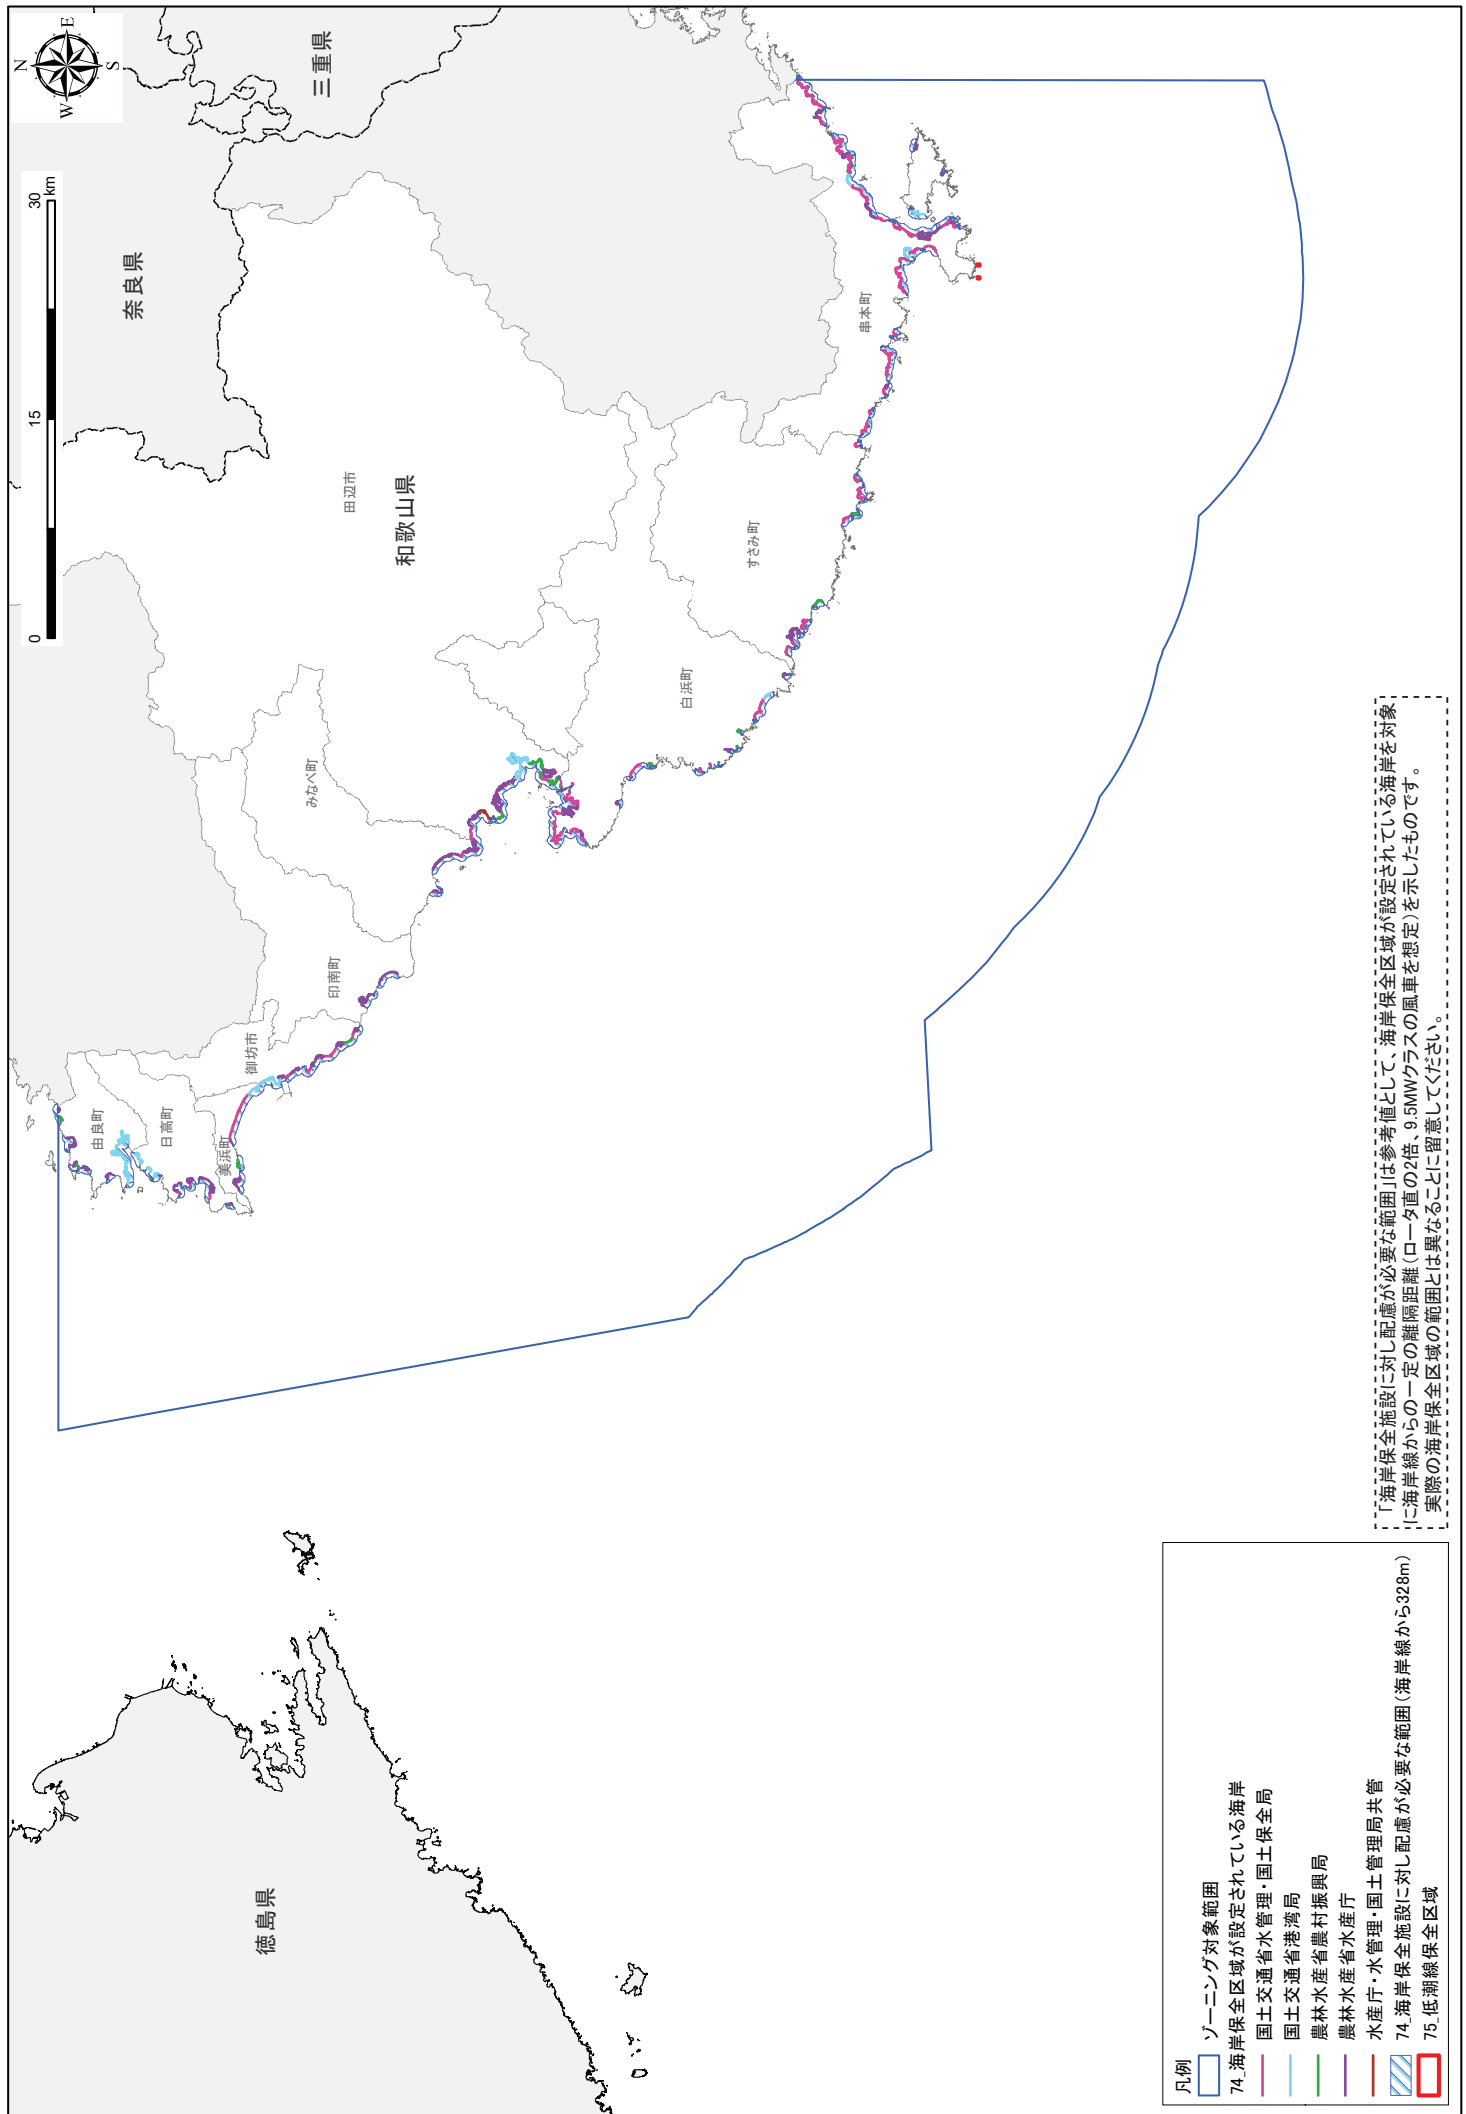 N
W
E
S
0
15
30
km
三重県
奈良県
和歌山県
徳島県
田辺市
みなべ町
印南町
御坊市
由良町
日高町
美浜町
白浜町
すさみ町
串本町
「海岸保全施設に対し配慮が必要な範囲」は参考値として、海岸保全区域が設定されている海岸を対象
に海岸線からの一定の離隔距離(ロータ直の2倍、9.5MWクラスの風車を想定)を示したものです。
実際の海岸保全区域の範囲とは異なることに留意してください。
凡例
ゾーニング対象範囲
74_海岸保全区域が設定されている海岸
国土交通省水管理・国土保全局
国土交通省港湾局
農林水産省農村振興局
農林水産省水産庁
水産庁・水管理・国土管理局共管
74_海岸保全施設に対し配慮が必要な範囲(海岸線から328m)
75_低潮線保全区域